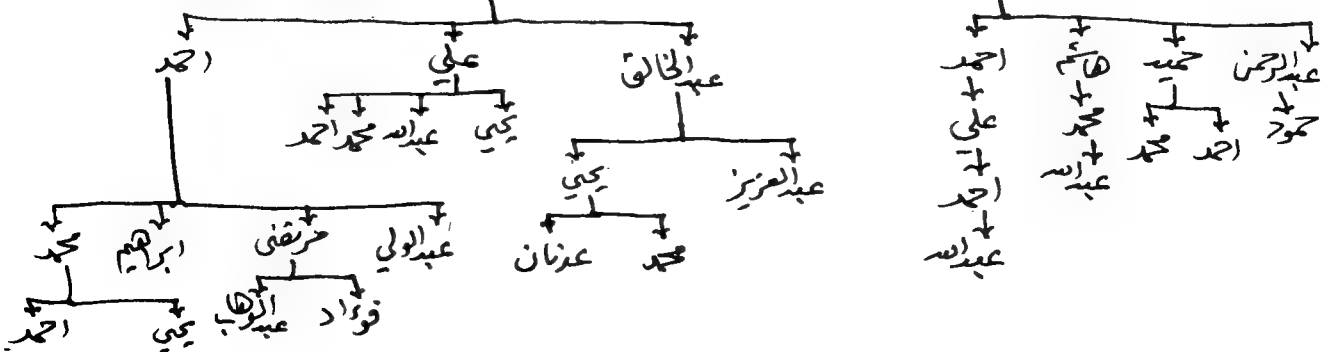 عبدالرحمن حميد هاشم احمد
عبدالخالق علي احمد
حمود احمد محمد محمد علي
يحيى عبدالله محمد احمد
عبدالعزيز يحيى
عبدالله احمد
عبدالله
محمد عدنان
عبدالولي مرتضى ابراهيم محمد
فؤاد عبدالوهاب
يحيى احمد